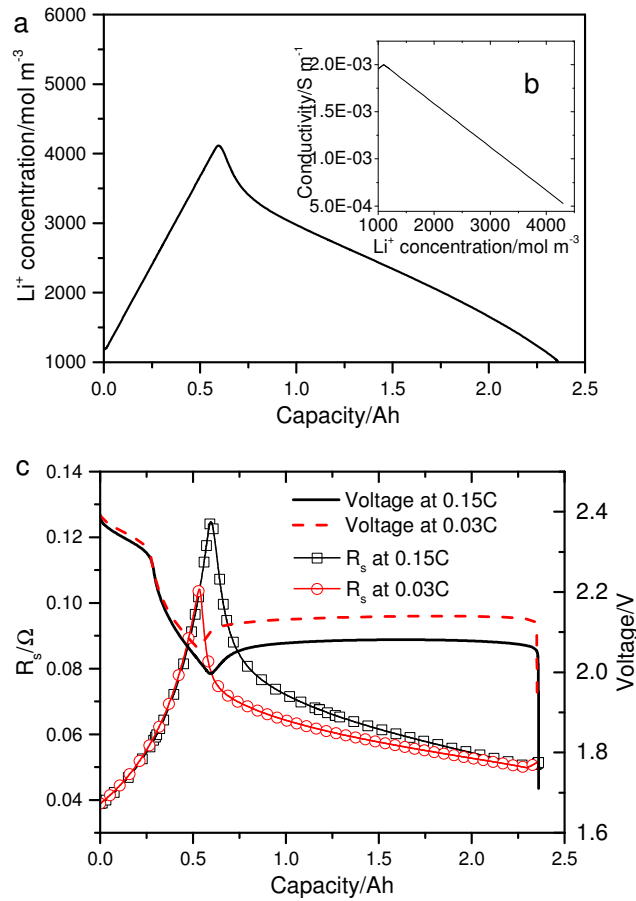 a
Li⁺ concentration/mol m⁻³
6000
5000
4000
3000
2000
1000
0.0 0.5 1.0 1.5 2.0 2.5
Capacity/Ah
b
Conductivity/S m⁻¹
2.0E-03
1.5E-03
1.0E-03
5.0E-04
1000 2000 3000 4000
Li⁺ concentration/mol m⁻³
c
Rₛ/Ω
0.14
0.12
0.10
0.08
0.06
0.04
Voltage at 0.15C
Voltage at 0.03C
Rₛ at 0.15C
Rₛ at 0.03C
2.4
2.2
2.0
1.8
1.6
Voltage/V
0.0 0.5 1.0 1.5 2.0 2.5
Capacity/Ah